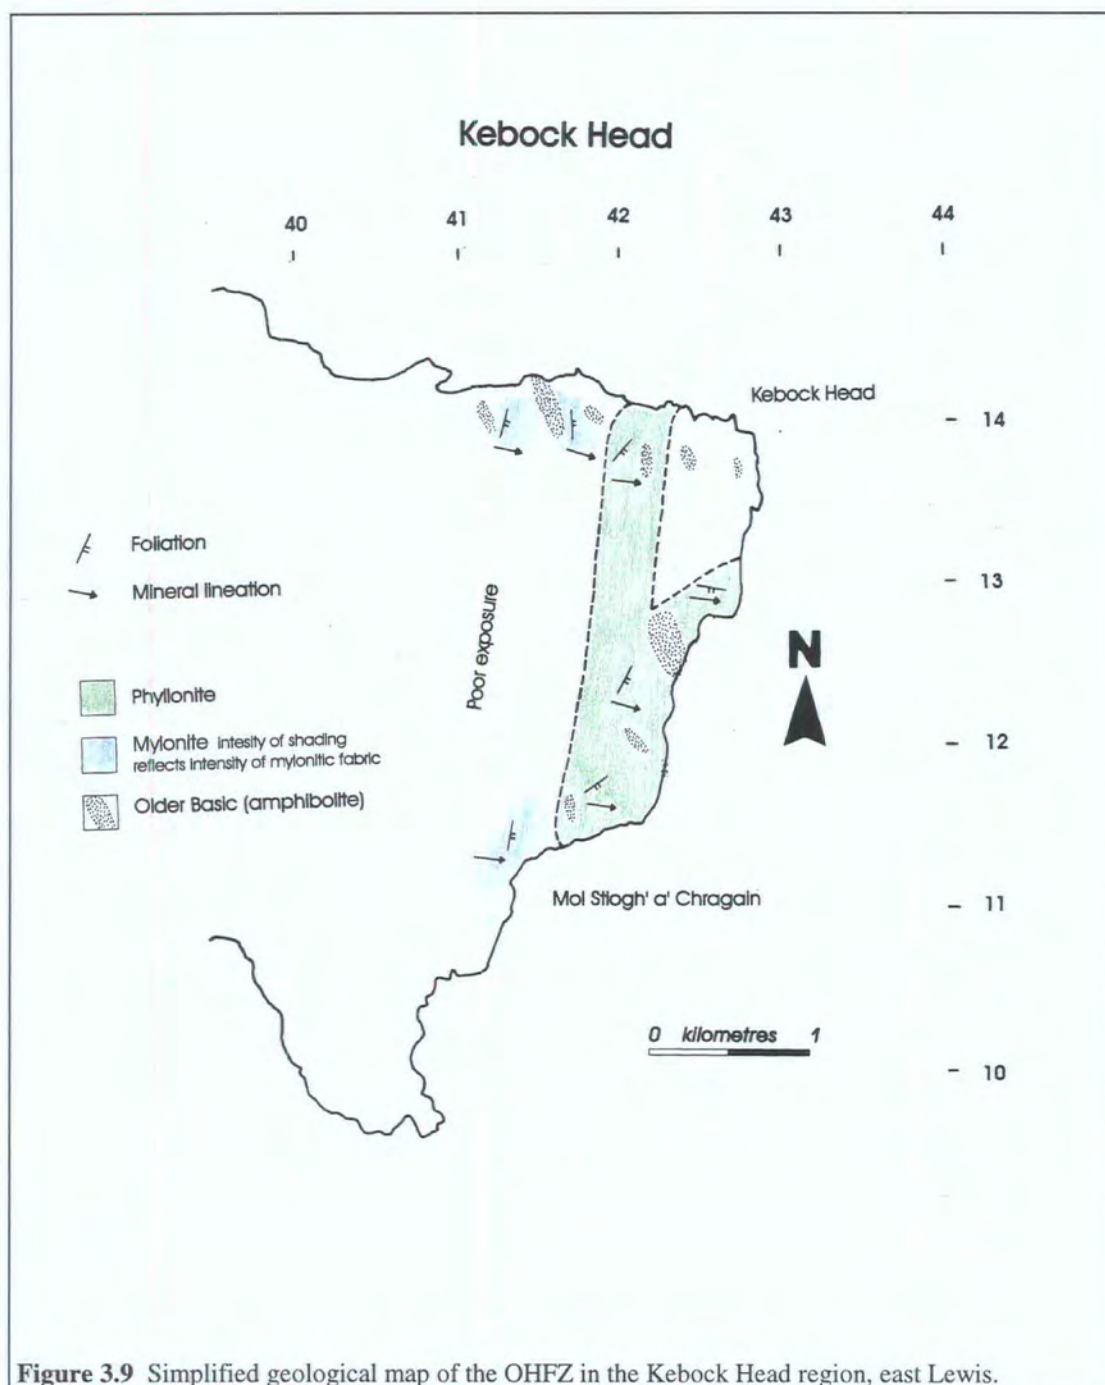 Kebock Head
40 41 42 43 44
Kebock Head
14
Foliation
13
Mineral lineation
Poor exposure
N
Phyllonite
12
Mylonite intesity of shading
reflects intensity of mylonitic fabric
Older Basic (amphibolite)
Mol Stiogh' a' Chragain
11
0 kilometres 1
10
Figure 3.9 Simplified geological map of the OHFZ in the Kebock Head region, east Lewis.